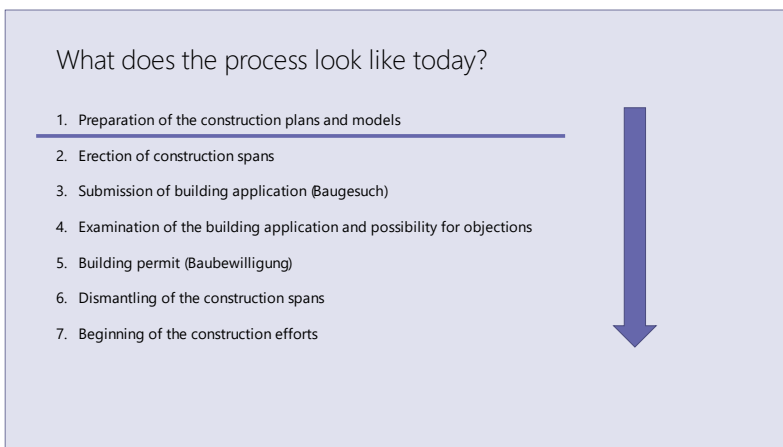 What does the process look like today?
1. Preparation of the construction plans and models
2. Erection of construction spans
3. Submission of building application (Baugesuch)
4. Examination of the building application and possibility for objections
5. Building permit (Baubewilligung)
6. Dismantling of the construction spans
7. Beginning of the construction efforts